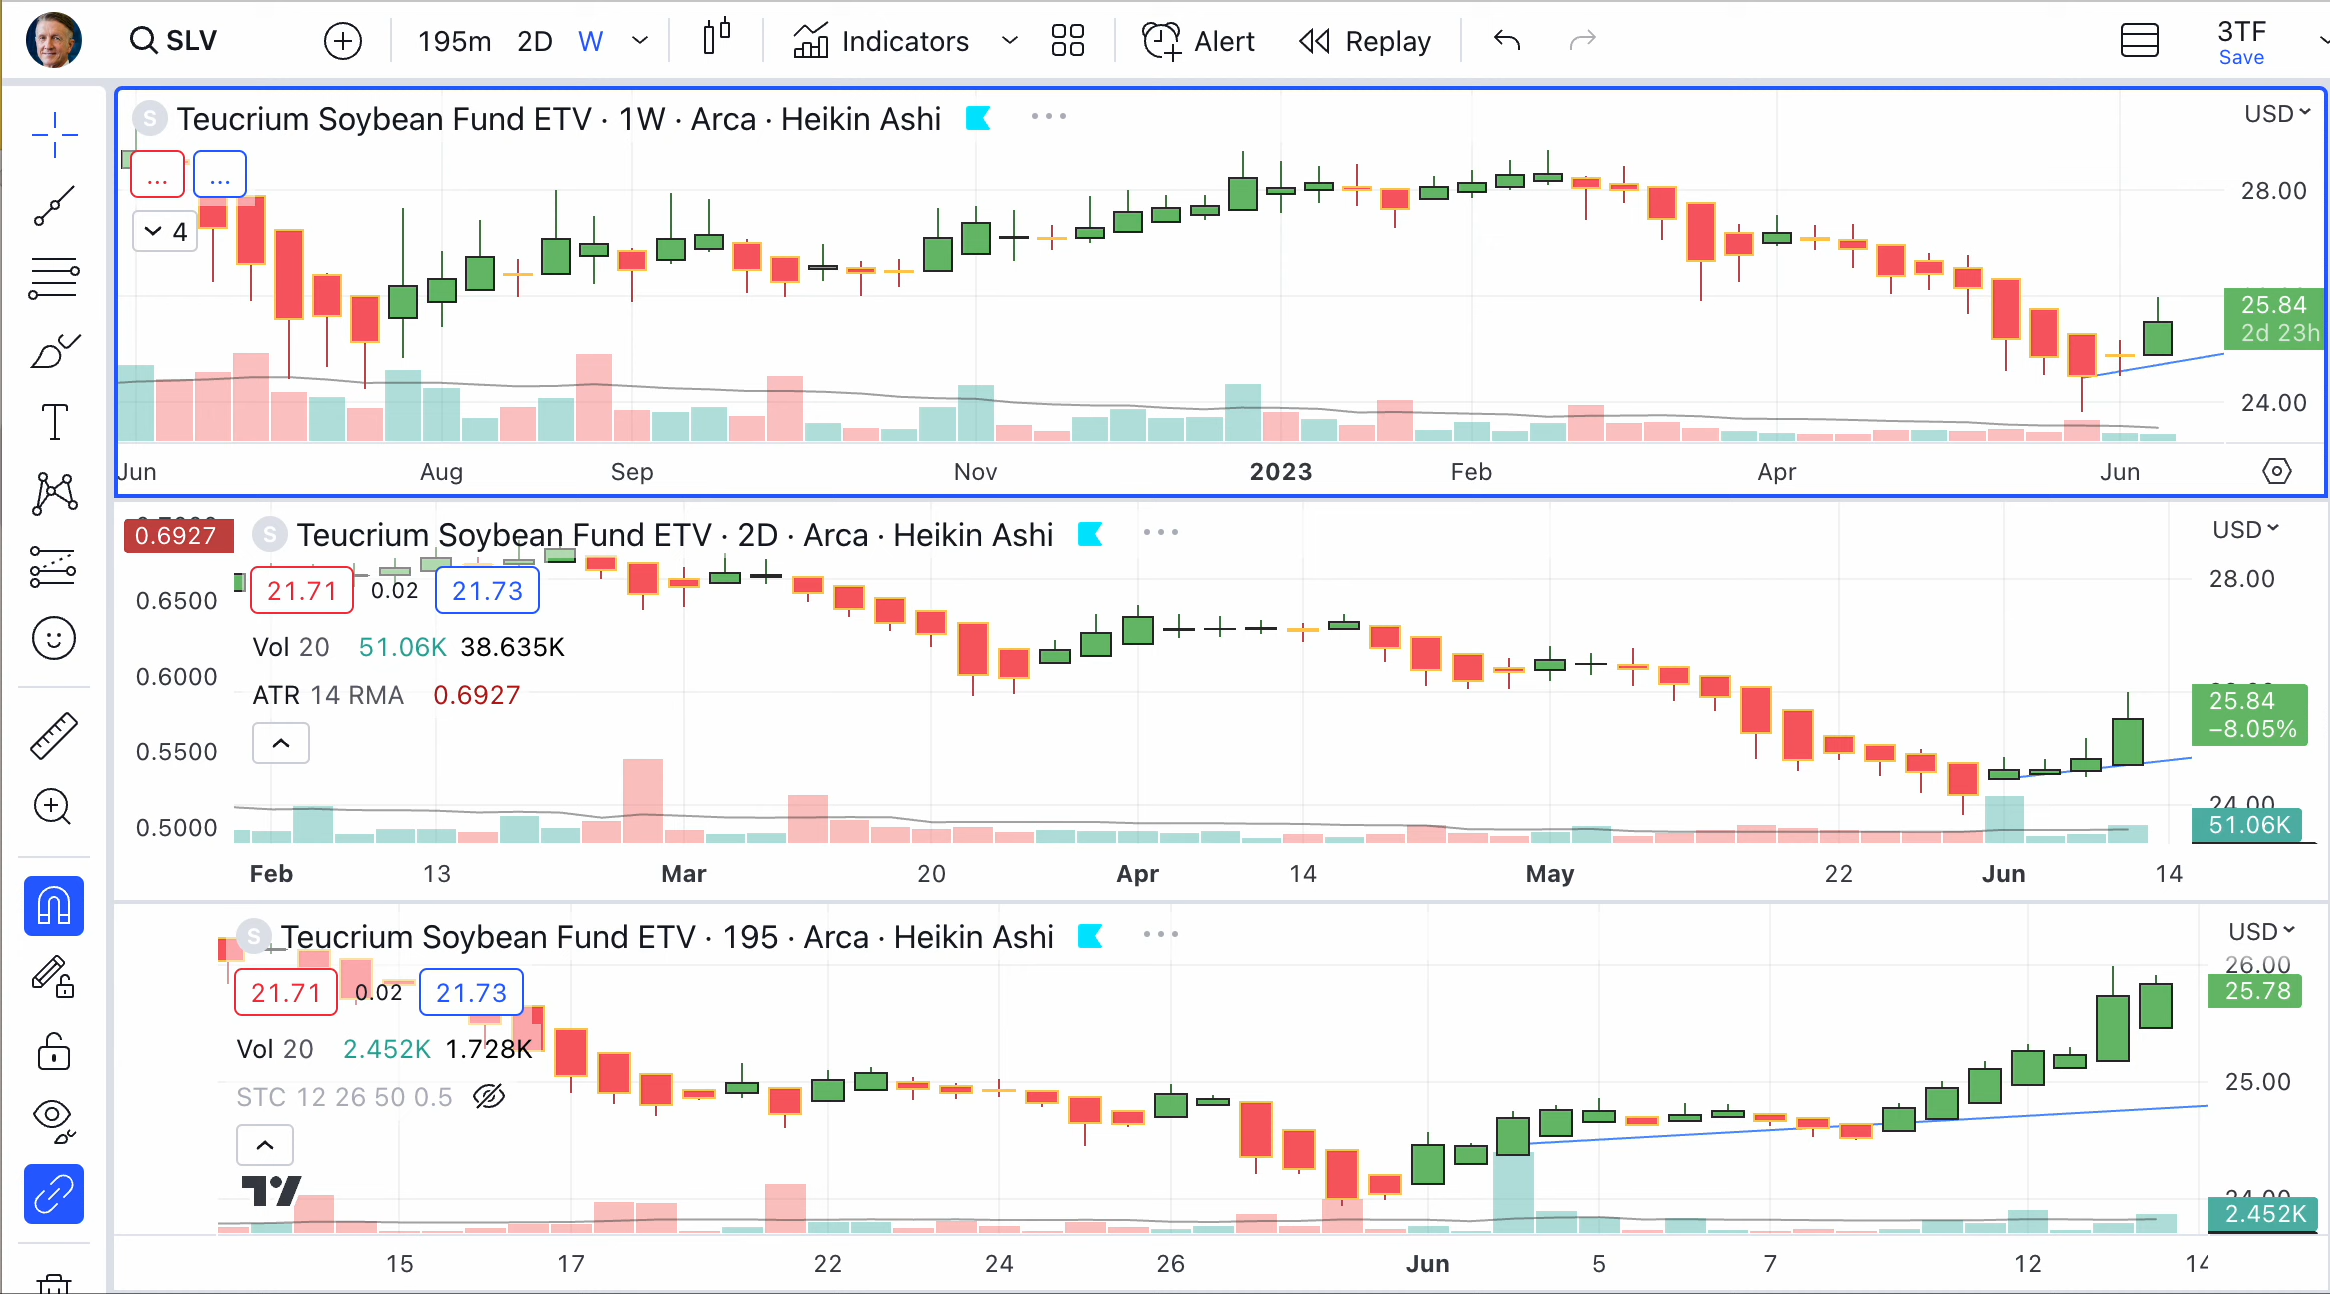 SLV
195m 2D W
Indicators
Alert
Replay
3TF
Save
S Teucrium Soybean Fund ETV · 1W · Arca · Heikin Ashi
USD
... ...
4
28.00
25.84
2d 23h
24.00
Jun Aug Sep Nov 2023 Feb Apr Jun
0.6927
S Teucrium Soybean Fund ETV · 2D · Arca · Heikin Ashi
USD
21.71 0.02 21.73
28.00
0.6500
Vol 20 51.06K 38.635K
0.6000
ATR 14 RMA 0.6927
25.84
−8.05%
0.5500
24.00
0.5000
51.06K
Feb 13 Mar 20 Apr 14 May 22 Jun 14
S Teucrium Soybean Fund ETV · 195 · Arca · Heikin Ashi
USD
26.00
21.71 0.02 21.73
25.78
Vol 20 2.452K 1.728K
STC 12 26 50 0.5
25.00
24.00
2.452K
15 17 22 24 26 Jun 5 7 12 14